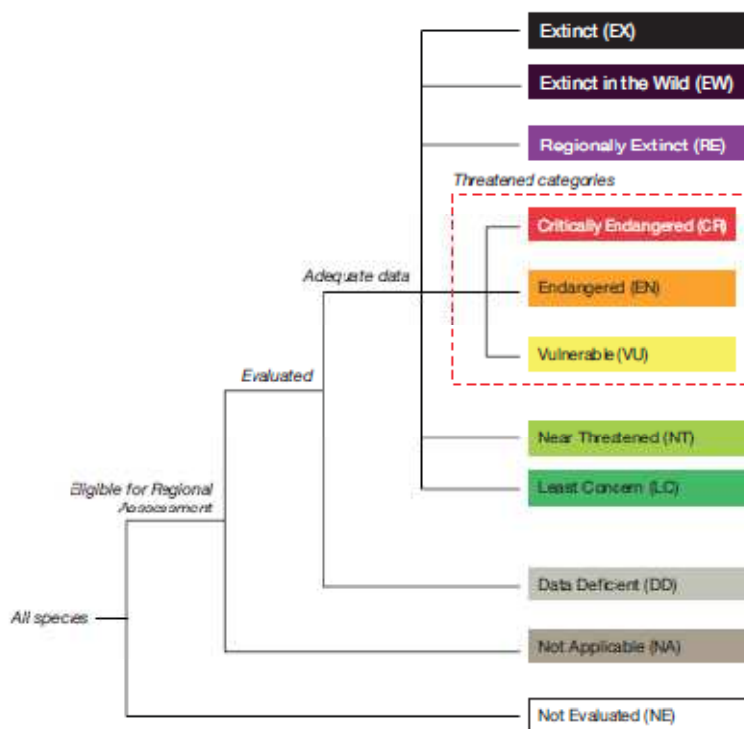 Extinct (EX)
Extinct in the Wild (EW)
Regionally Extinct (RE)
Threatened categories
Critically Endangered (CR)
Adequate data
Endangered (EN)
Vulnerable (VU)
Evaluated
Near Threatened (NT)
Eligible for Regional
Assessment
Least Concern (LC)
Data Deficient (DD)
All species
Not Applicable (NA)
Not Evaluated (NE)